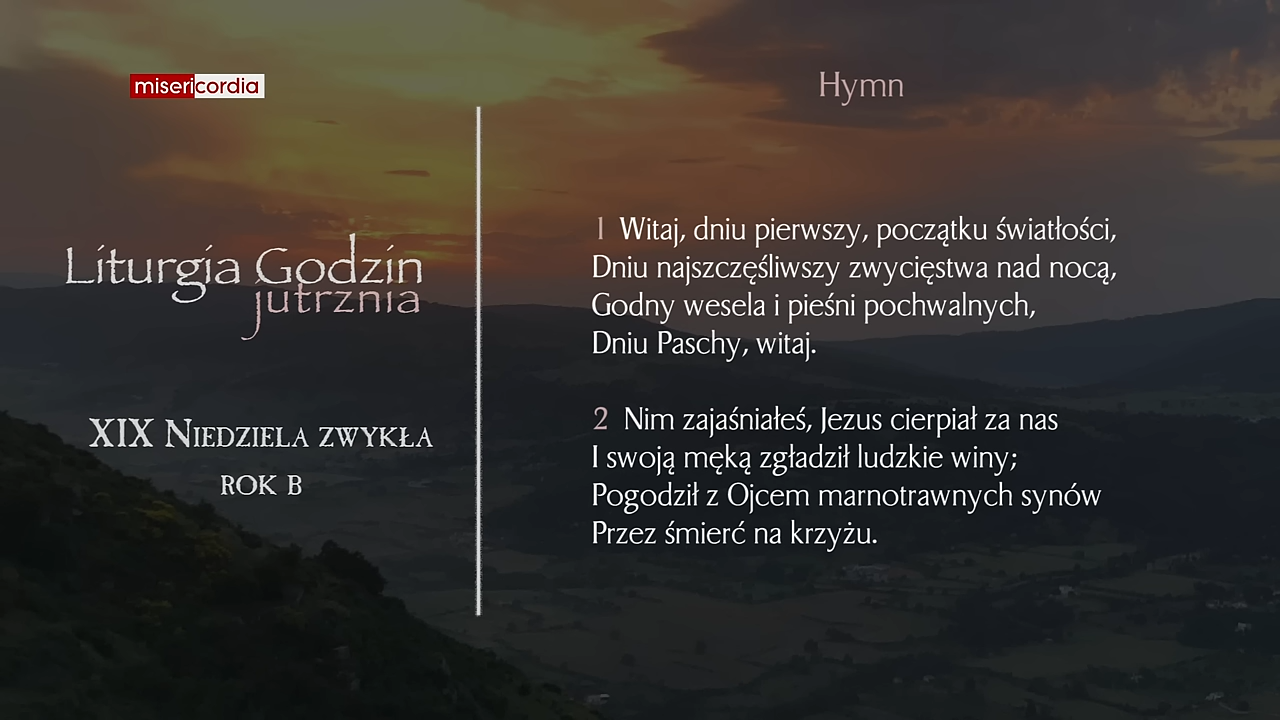 misericordia
Liturgia Godzin
jutrznia
XIX Niedziela zwykła
rok B
Hymn
1 Witaj, dniu pierwszy, początku światłości,
Dniu najszczęśliwszy zwycięstwa nad nocą,
Godny wesela i pieśni pochwalnych,
Dniu Paschy, witaj.
2 Nim zajaśniałeś, Jezus cierpiał za nas
I swoją męką zgładził ludzkie winy;
Pogodził z Ojcem marnotrawnych synów
Przez śmierć na krzyżu.